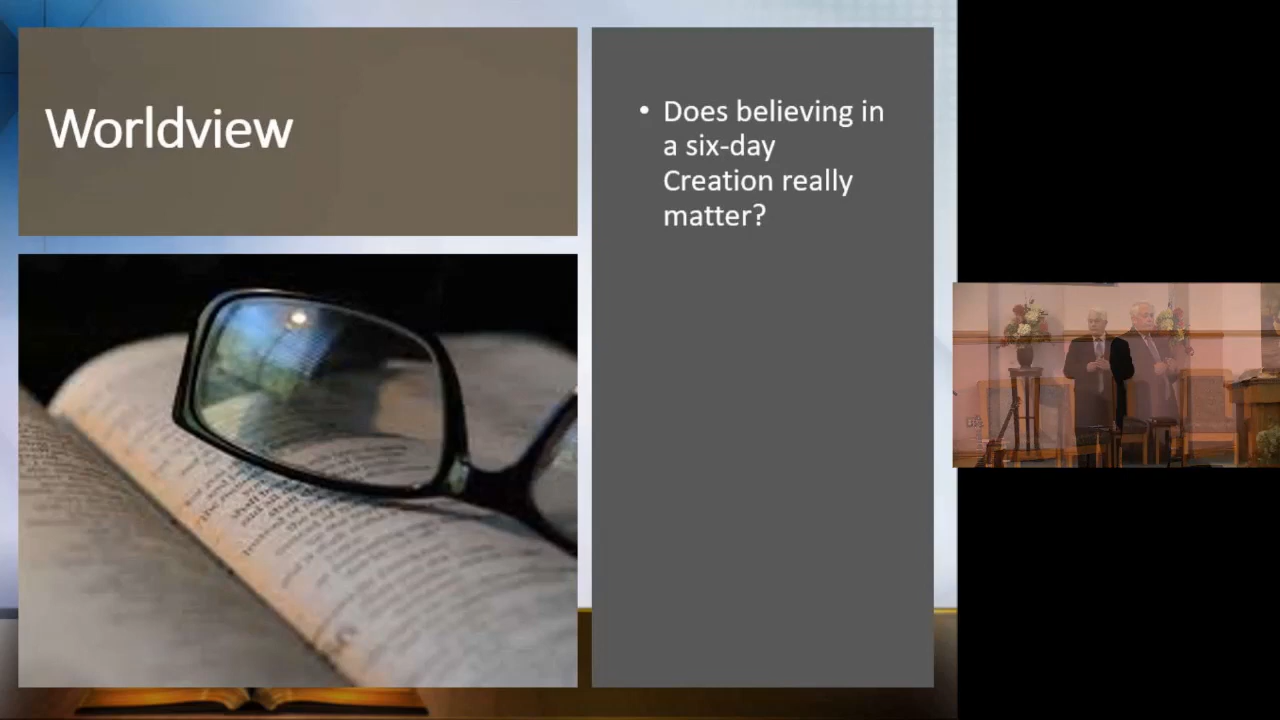 Worldview
• Does believing in
a six-day
Creation really
matter?